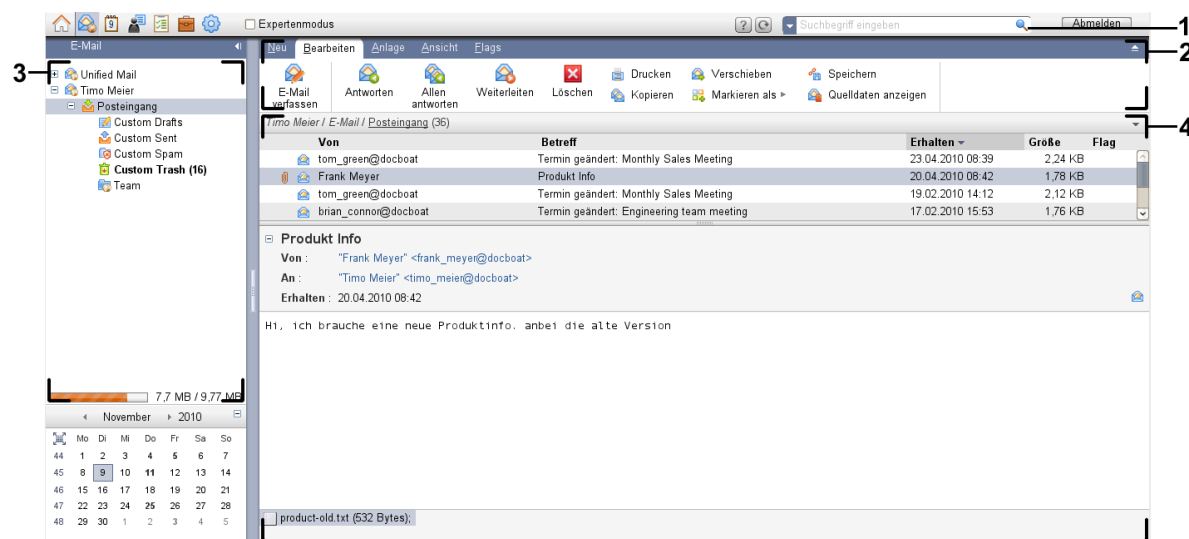 Expertenmodus
Suchbegriff eingeben
Abmelden
1
E-Mail
Neu Bearbeiten Anlage Ansicht Flags
2
3
Unified Mail
Timo Meier
Posteingang
Custom Drafts
Custom Sent
Custom Spam
Custom Trash (16)
Team
E-Mail verfassen
Antworten
Allen antworten
Weiterleiten
Löschen
Drucken
Kopieren
Verschieben
Markieren als
Speichern
Quelldaten anzeigen
Timo Meier / E-Mail / Posteingang (36)
4
Von Betreff Erhalten Größe Flag
tom_green@docboat Termin geändert: Monthly Sales Meeting 23.04.2010 08:39 2,24 KB
Frank Meyer Produkt Info 20.04.2010 08:42 1,78 KB
tom_green@docboat Termin geändert: Monthly Sales Meeting 19.02.2010 14:12 2,12 KB
brian_connor@docboat Termin geändert: Engineering team meeting 17.02.2010 15:53 1,76 KB
Produkt Info
Von : "Frank Meyer" <frank_meyer@docboat>
An : "Timo Meier" <timo_meier@docboat>
Erhalten : 20.04.2010 08:42
Hi, ich brauche eine neue Produktinfo. anbei die alte Version
7,7 MB / 9,77 MB
November 2010
Mo Di Mi Do Fr Sa So
44 1 2 3 4 5 6 7
45 8 9 10 11 12 13 14
46 15 16 17 18 19 20 21
47 22 23 24 25 26 27 28
48 29 30 1 2 3 4 5
product-old.txt (532 Bytes);